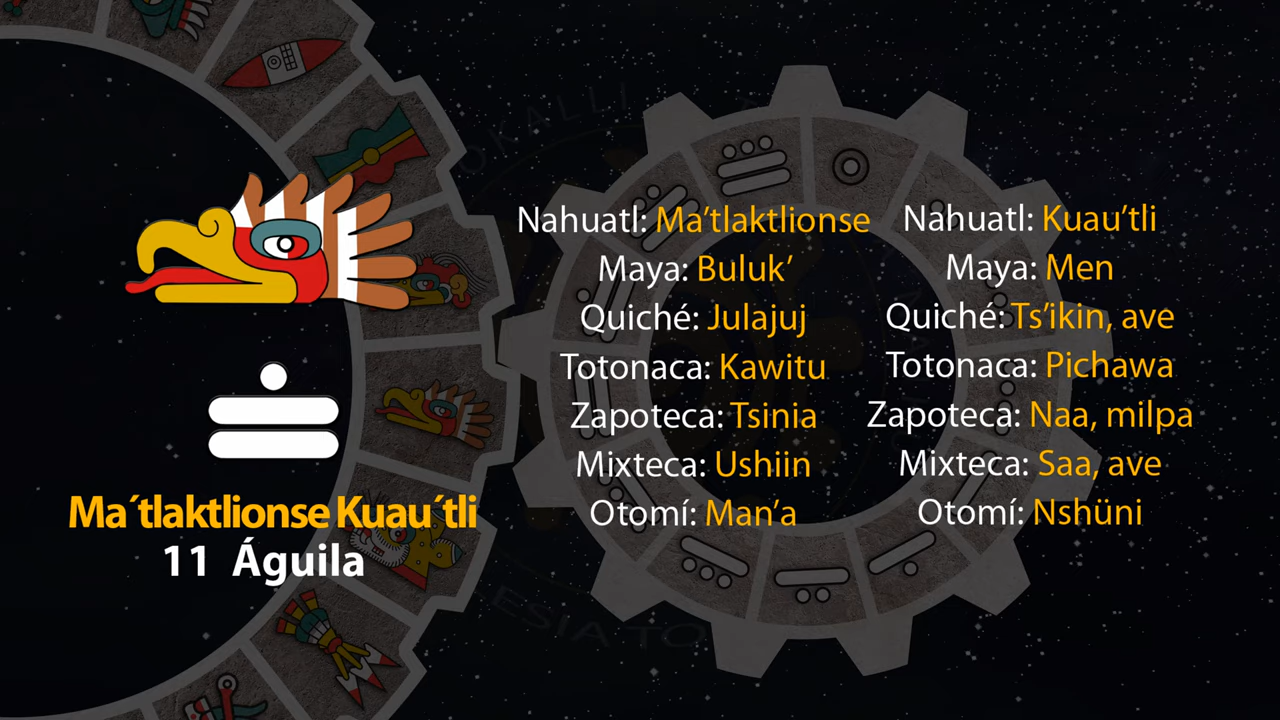 Ma´tlaktlionse Kuau´tli
11 Águila
Nahuatl: Ma’tlaktlionse
Maya: Buluk’
Quiché: Julajuj
Totonaca: Kawitu
Zapoteca: Tsinia
Mixteca: Ushiin
Otomí: Man’a
Nahuatl: Kuau’tli
Maya: Men
Quiché: Ts’ikin, ave
Totonaca: Pichawa
Zapoteca: Naa, milpa
Mixteca: Saa, ave
Otomí: Nshüni